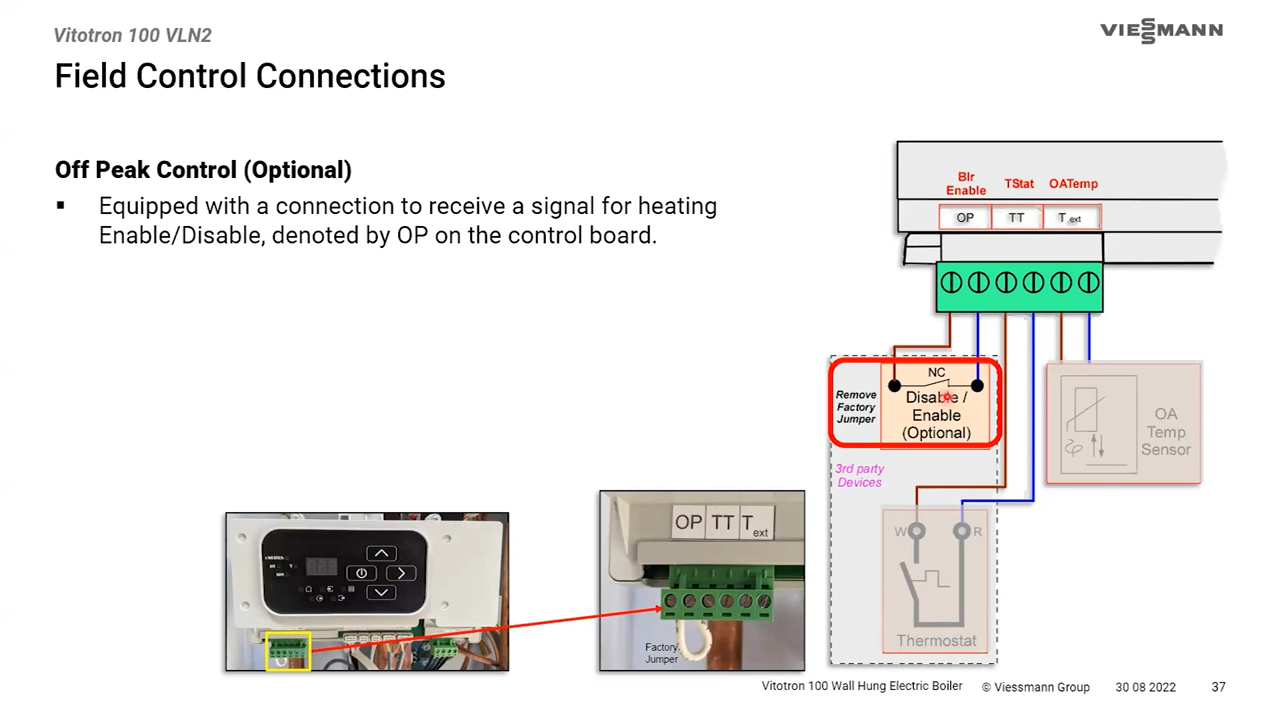 Vitotron 100 VLN2
VIESSMANN
Field Control Connections
Off Peak Control (Optional)
▪ Equipped with a connection to receive a signal for heating
Enable/Disable, denoted by OP on the control board.
Blr
Enable
TStat
OATemp
OP
TT
T ext
NC
Disable /
Enable
(Optional)
Remove
Factory
Jumper
3rd party
Devices
OA
Temp
Sensor
W
R
Thermostat
OP
TT
T ext
Factory
Jumper
Vitotron 100 Wall Hung Electric Boiler
© Viessmann Group
30 08 2022
37